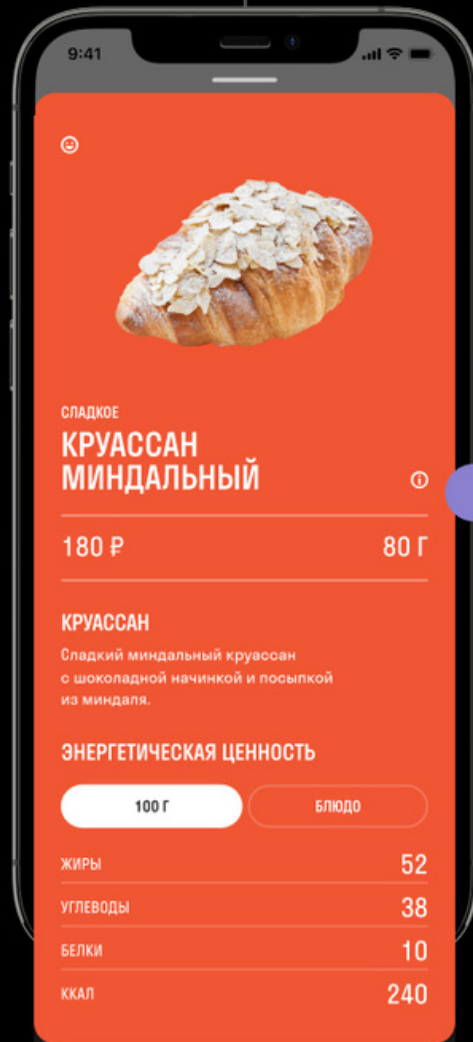 9:41
СЛАДКОЕ
КРУАССАН
МИНДАЛЬНЫЙ
180 ₽ 80 Г
КРУАССАН
Сладкий миндальный круассан
с шоколадной начинкой и посыпкой
из миндаля.
ЭНЕРГЕТИЧЕСКАЯ ЦЕННОСТЬ
100 Г БЛЮДО
ЖИРЫ 52
УГЛЕВОДЫ 38
БЕЛКИ 10
ККАЛ 240